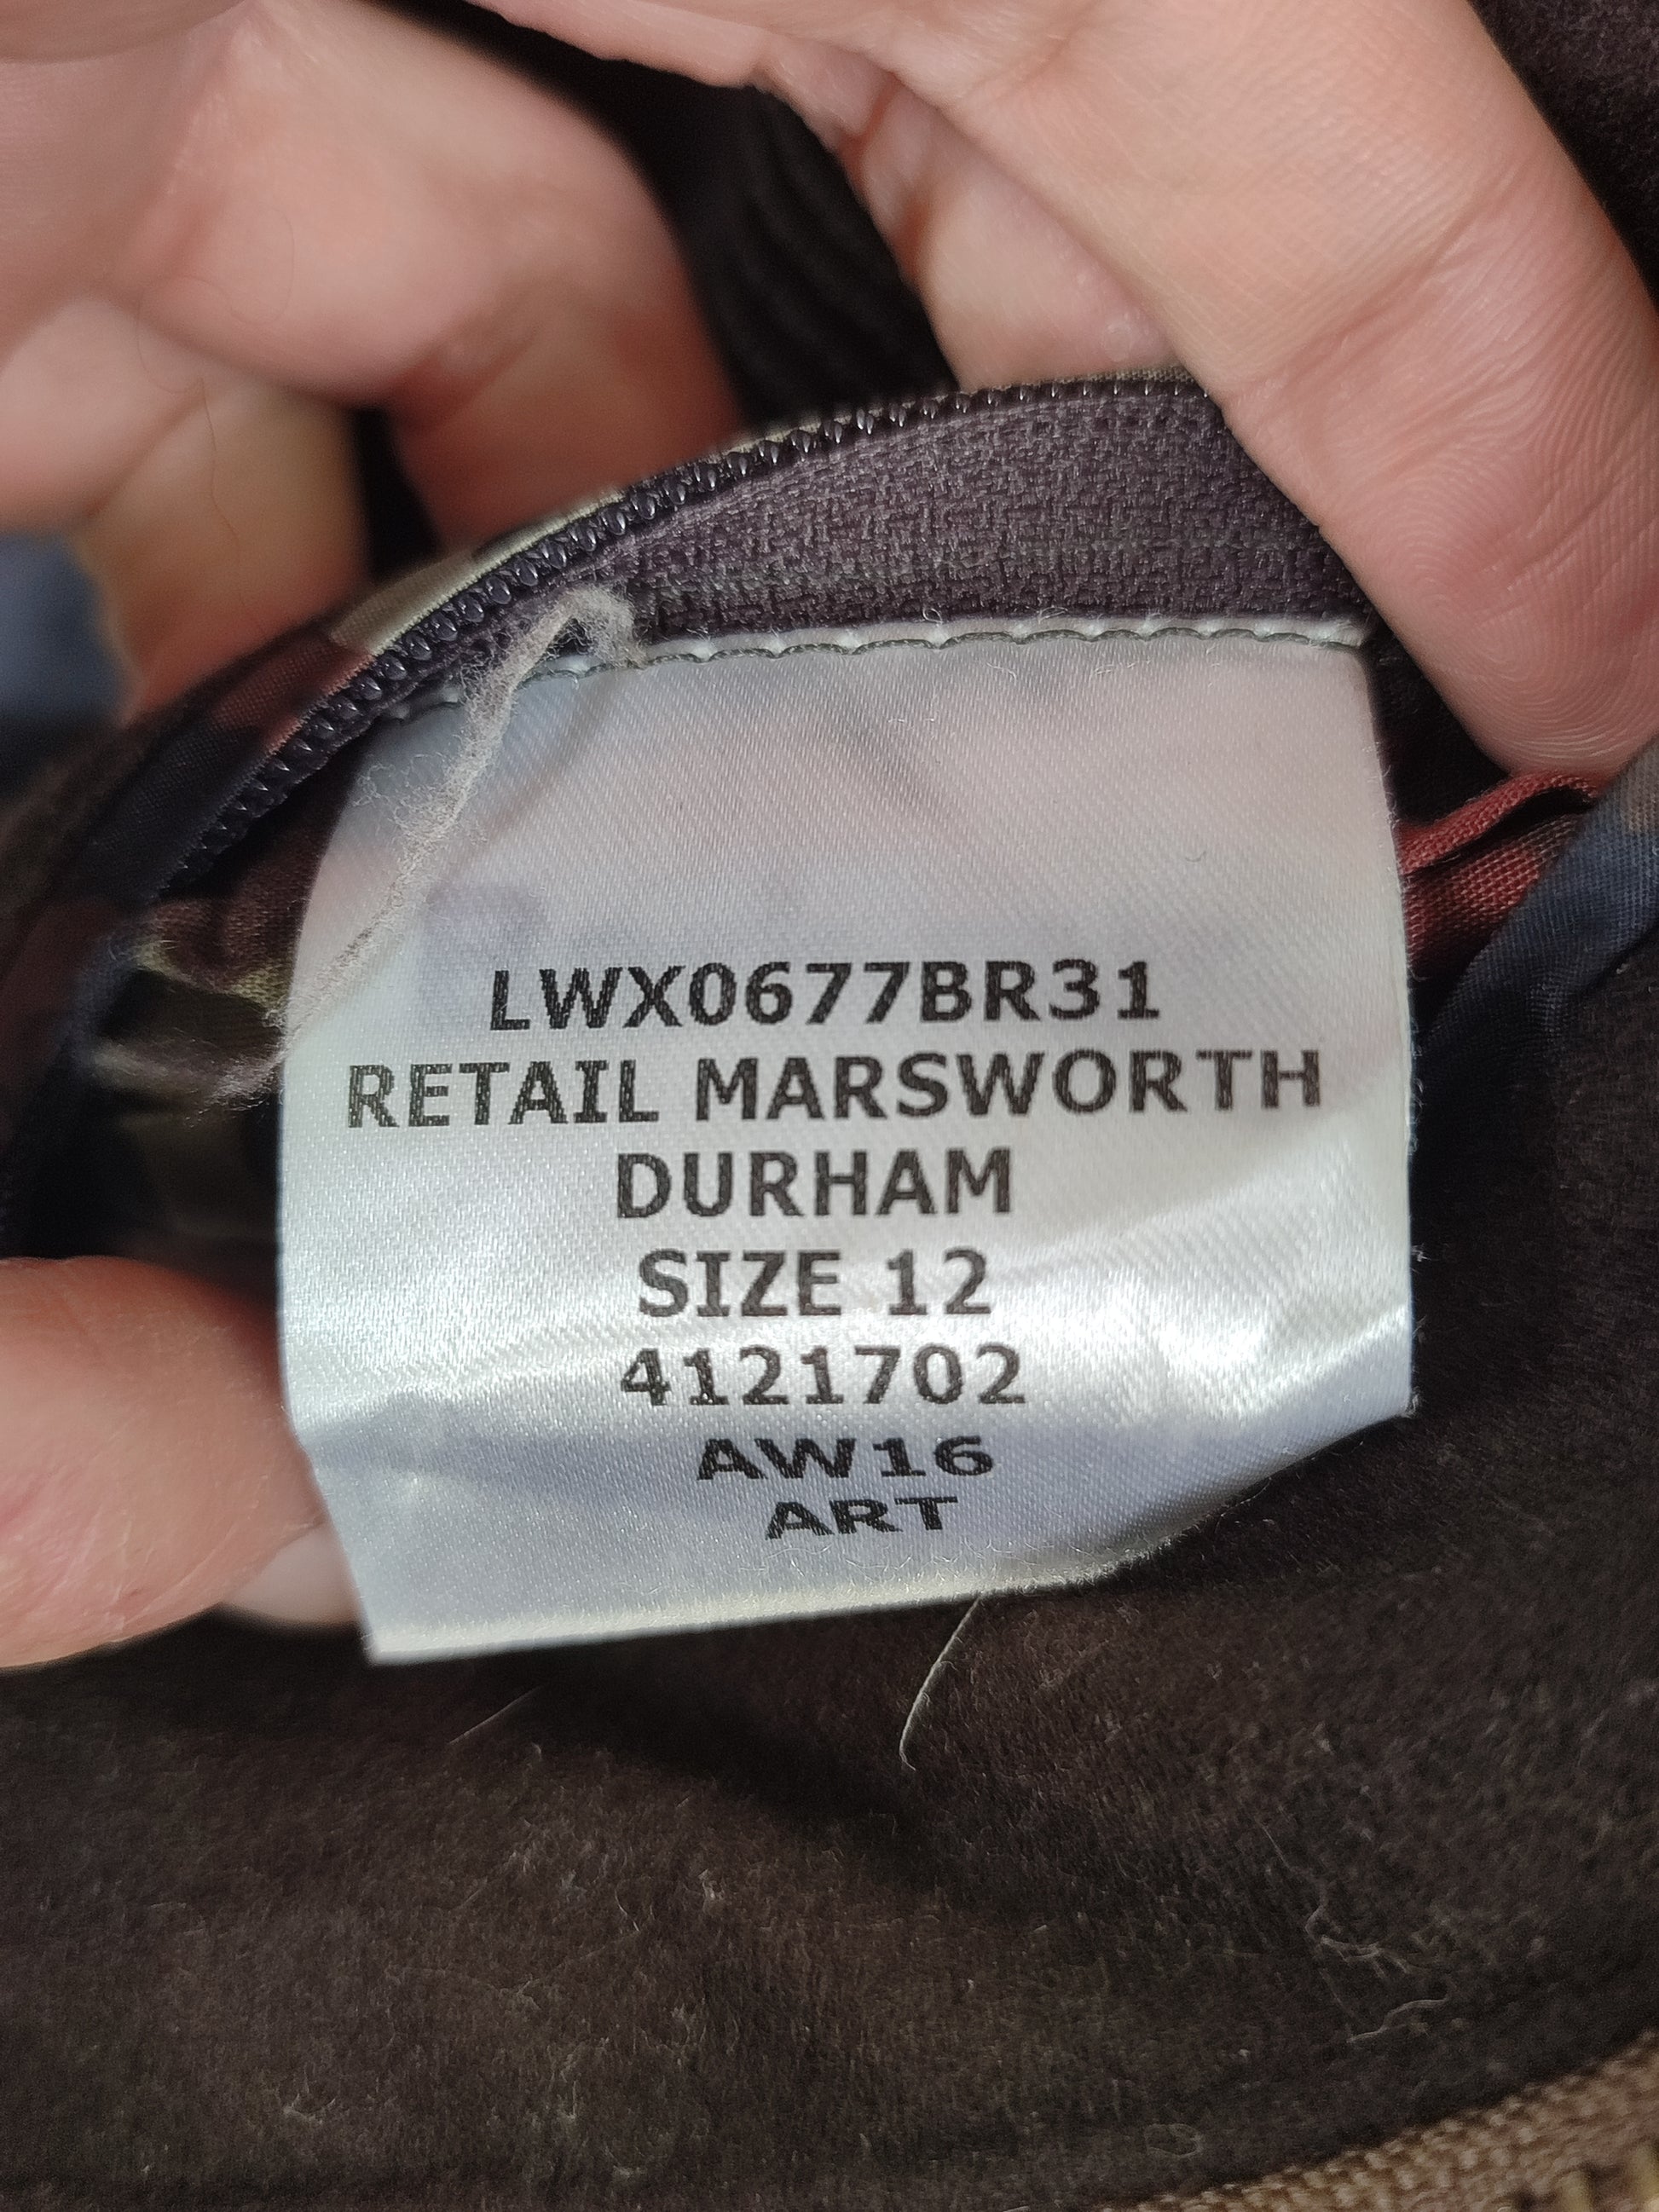 LWX0677BR31
RETAIL MARSWORTH
DURHAM
SIZE 12
4121702
AW16
ART